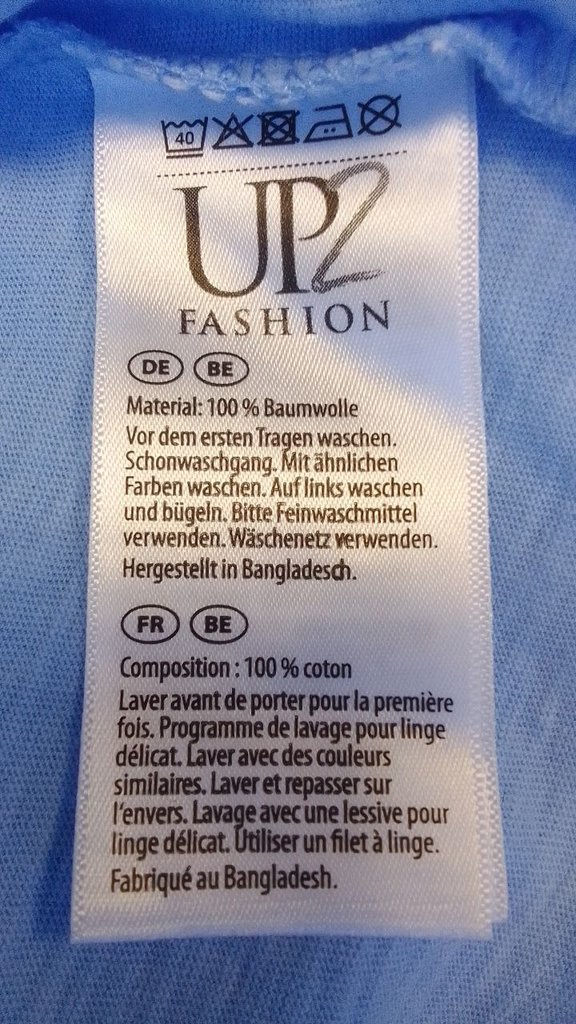 40
UP2
FASHION
DE BE
Material: 100 % Baumwolle
Vor dem ersten Tragen waschen.
Schonwaschgang. Mit ähnlichen
Farben waschen. Auf links waschen
und bügeln. Bitte Feinwaschmittel
verwenden. Wäschenetz verwenden.
Hergestellt in Bangladesch.
FR BE
Composition : 100 % coton
Laver avant de porter pour la première
fois. Programme de lavage pour linge
délicat. Laver avec des couleurs
similaires. Laver et repasser sur
l'envers. Lavage avec une lessive pour
linge délicat. Utiliser un filet à linge.
Fabriqué au Bangladesh.